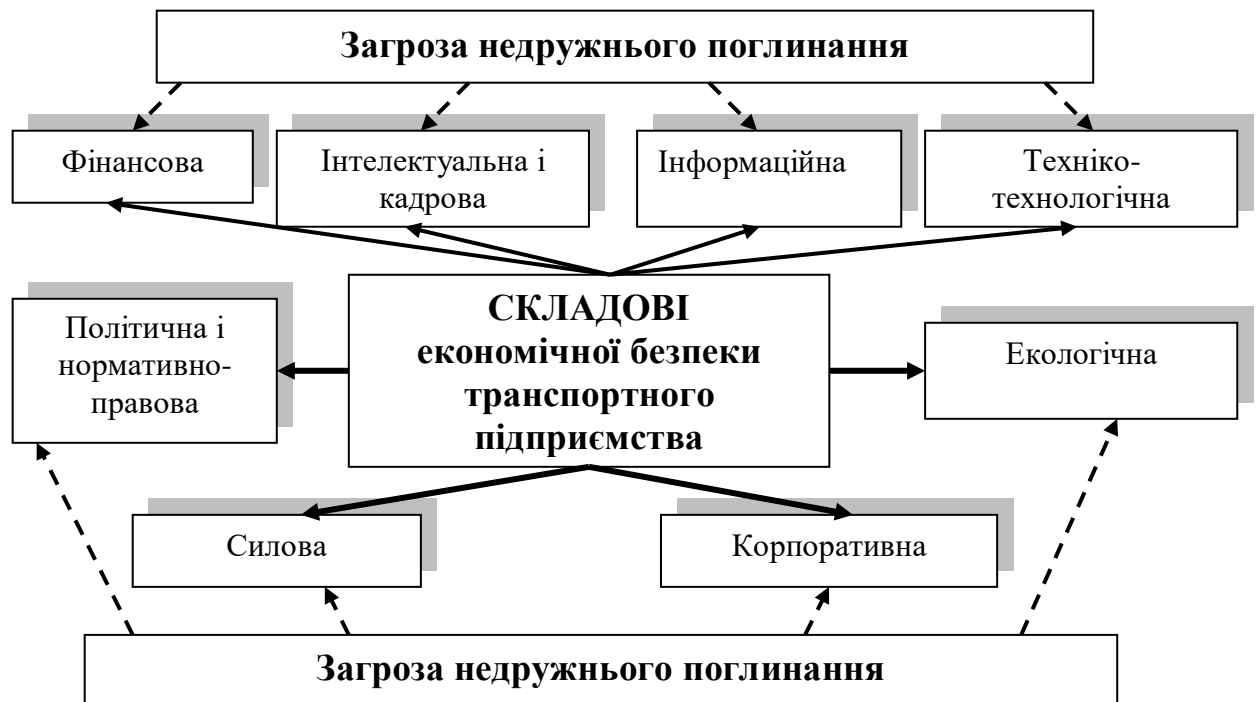 Загроза недружнього поглинання
Фінансова
Інтелектуальна і
кадрова
Інформаційна
Техніко-
технологічна
Політична і
нормативно-
правова
СКЛАДОВІ
економічної безпеки
транспортного
підприємства
Екологічна
Силова
Корпоративна
Загроза недружнього поглинання